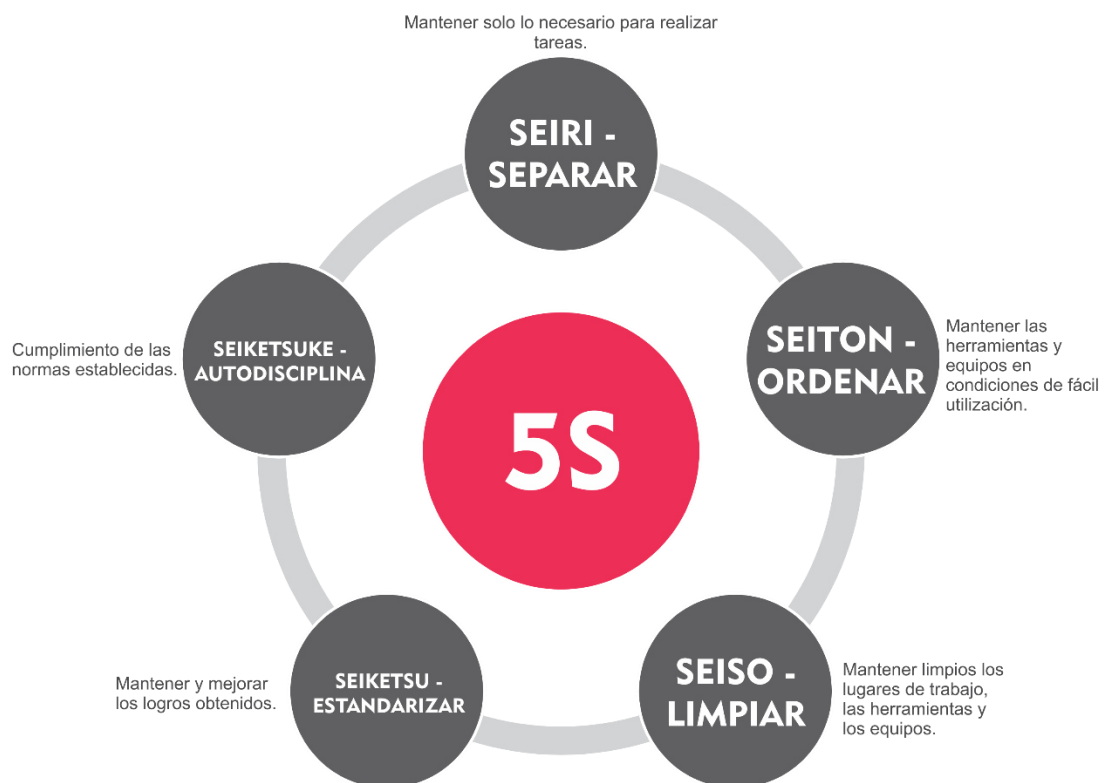 Mantener solo lo necesario para realizar
tareas.
SEIRI -
SEPARAR
SEITON -
ORDENAR
Mantener las
herramientas y
equipos en
condiciones de fácil
utilización.
SEISO -
LIMPIAR
Mantener limpios los
lugares de trabajo,
las herramientas y
los equipos.
SEIKETSU -
ESTANDARIZAR
Mantener y mejorar
los logros obtenidos.
SEIKETSUKE -
AUTODISCIPLINA
Cumplimiento de las
normas establecidas.
5S